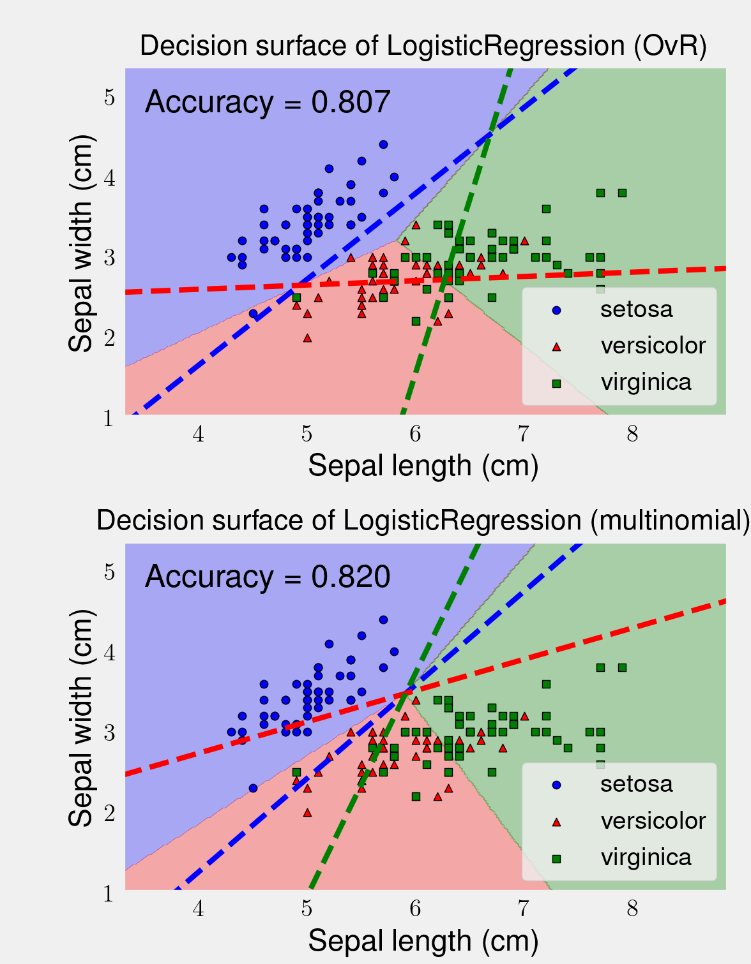 Decision surface of LogisticRegression (OvR)
Accuracy = 0.807
Sepal width (cm)
5
4
3
2
1
setosa
versicolor
virginica
4 5 6 7 8
Sepal length (cm)
Decision surface of LogisticRegression (multinomial)
Accuracy = 0.820
Sepal width (cm)
5
4
3
2
1
setosa
versicolor
virginica
4 5 6 7 8
Sepal length (cm)